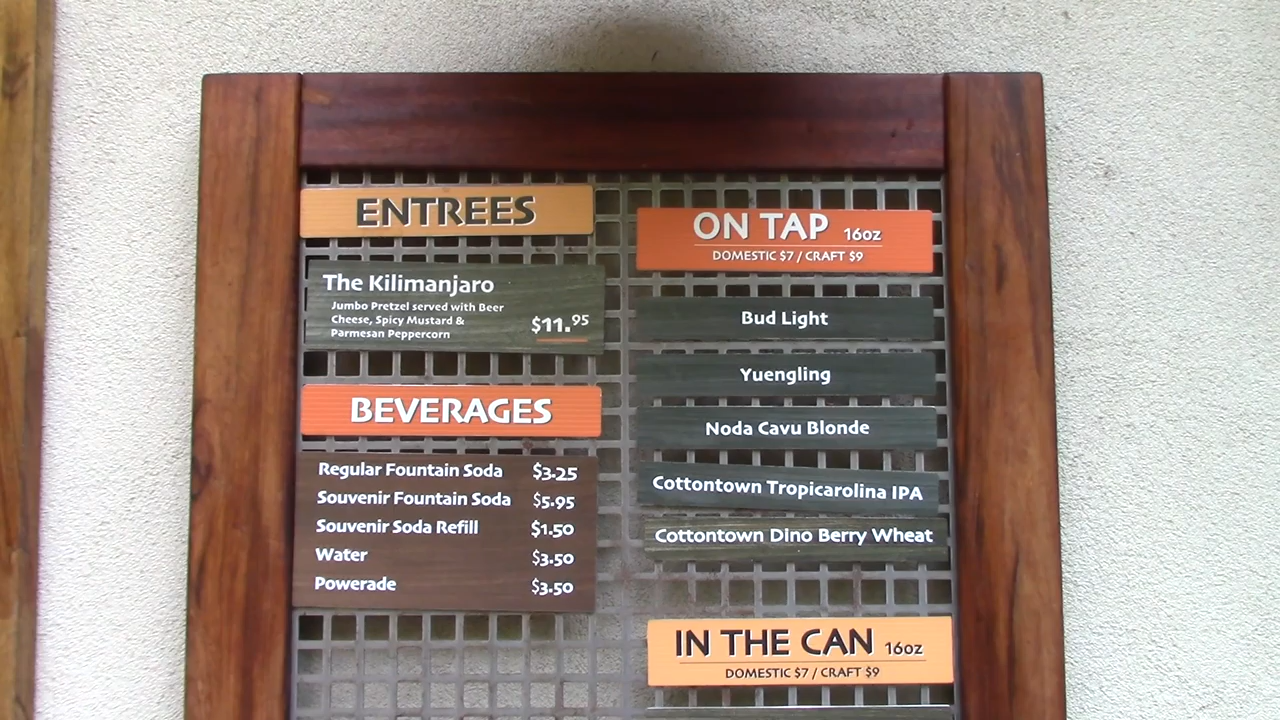 ENTREES
The Kilimanjaro
Jumbo Pretzel served with Beer
Cheese, Spicy Mustard &
Parmesan Peppercorn
$11.95
BEVERAGES
Regular Fountain Soda $3.25
Souvenir Fountain Soda $5.95
Souvenir Soda Refill $1.50
Water $3.50
Powerade $3.50
ON TAP 16oz
DOMESTIC $7 / CRAFT $9
Bud Light
Yuengling
Noda Cavu Blonde
Cottontown Tropicarolina IPA
Cottontown Dino Berry Wheat
IN THE CAN 16oz
DOMESTIC $7 / CRAFT $9